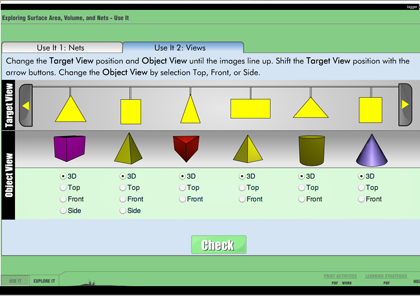 logger
Exploring Surface Area, Volume, and Nets - Use It
Use It 1: Nets
Use It 2: Views
Change the Target View position and Object View until the images line up. Shift the Target View position with the
arrow buttons. Change the Object View by selection Top, Front, or Side.
Target View
Object View
3D 3D 3D 3D 3D 3D
Top Top Top Top Top Top
Front Front Front Front Front Front
Side Side
Check
USE IT
EXPLORE IT
PRINT ACTIVITIES
LEARNING STRATEGIES
PDF WORD
PDF